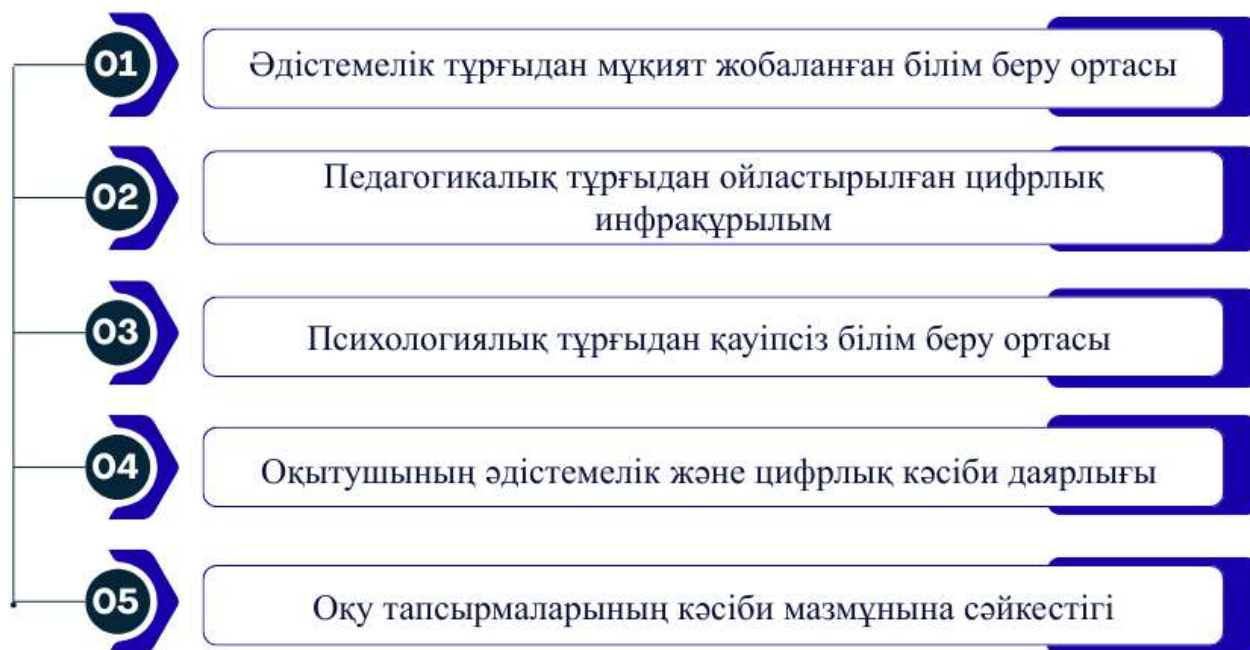 01
Әдістемелік тұрғыдан мұқият жобаланған білім беру ортасы
02
Педагогикалық тұрғыдан ойластырылған цифрлық
инфрақұрылым
03
Психологиялық тұрғыдан қауіпсіз білім беру ортасы
04
Оқытушының әдістемелік және цифрлық кәсіби даярлығы
05
Оқу тапсырмаларының кәсіби мазмұнына сәйкестігі